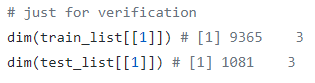 # just for verification
dim(train_list[[1]]) # [1] 9365    3
dim(test_list[[1]]) # [1] 1081    3